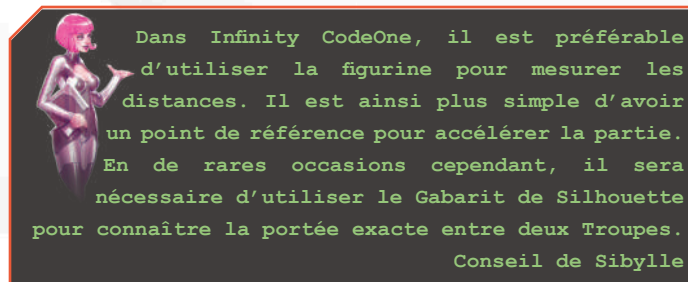 Dans Infinity CodeOne, il est préférable
d’utiliser la figurine pour mesurer les
distances. Il est ainsi plus simple d’avoir
un point de référence pour accélérer la partie.
En de rares occasions cependant, il sera
nécessaire d’utiliser le Gabarit de Silhouette
pour connaître la portée exacte entre deux Troupes.
Conseil de Sibylle